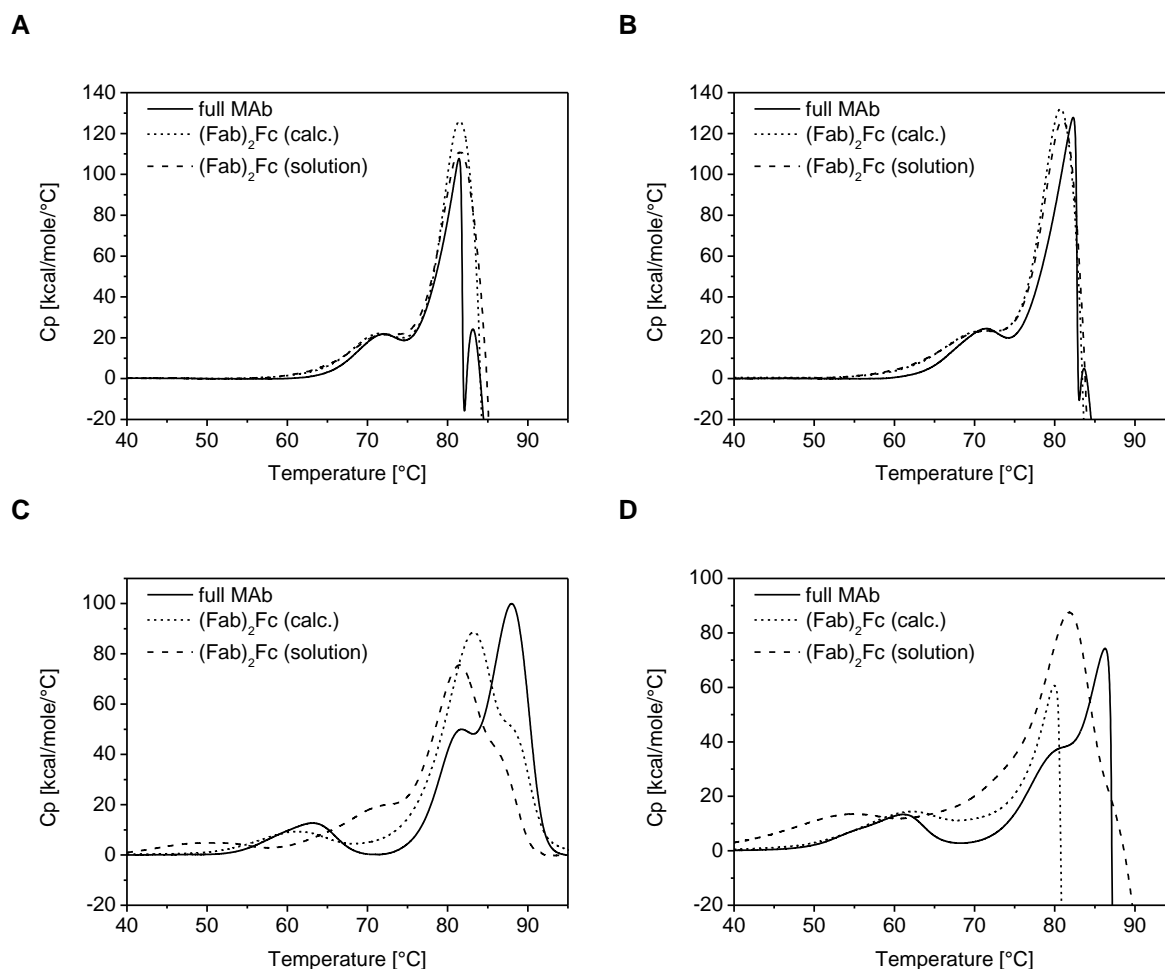 A
B
140
120
100
80
60
40
20
0
-20
full MAb
(Fab)2Fc (calc.)
(Fab)2Fc (solution)
Cp [kcal/mole/°C]
40 50 60 70 80 90
Temperature [°C]
140
120
100
80
60
40
20
0
-20
full MAb
(Fab)2Fc (calc.)
(Fab)2Fc (solution)
Cp [kcal/mole/°C]
40 50 60 70 80 90
Temperature [°C]
C
D
100
80
60
40
20
0
-20
full MAb
(Fab)2Fc (calc.)
(Fab)2Fc (solution)
Cp [kcal/mole/°C]
40 50 60 70 80 90
Temperature [°C]
100
80
60
40
20
0
-20
full MAb
(Fab)2Fc (calc.)
(Fab)2Fc (solution)
Cp [kcal/mole/°C]
40 50 60 70 80 90
Temperature [°C]